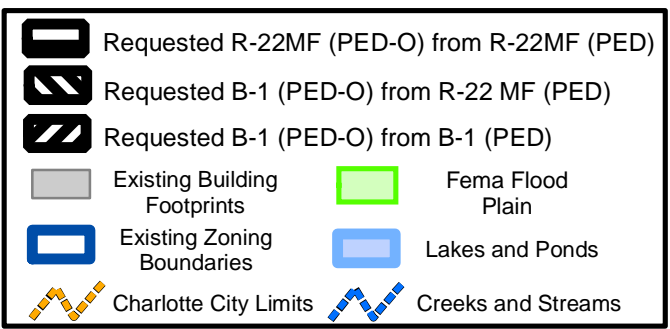 Requested R-22MF (PED-O) from R-22MF (PED)
Requested B-1 (PED-O) from R-22 MF (PED)
Requested B-1 (PED-O) from B-1 (PED)
Existing Building
Footprints
Fema Flood
Plain
Existing Zoning
Boundaries
Lakes and Ponds
Charlotte City Limits
Creeks and Streams